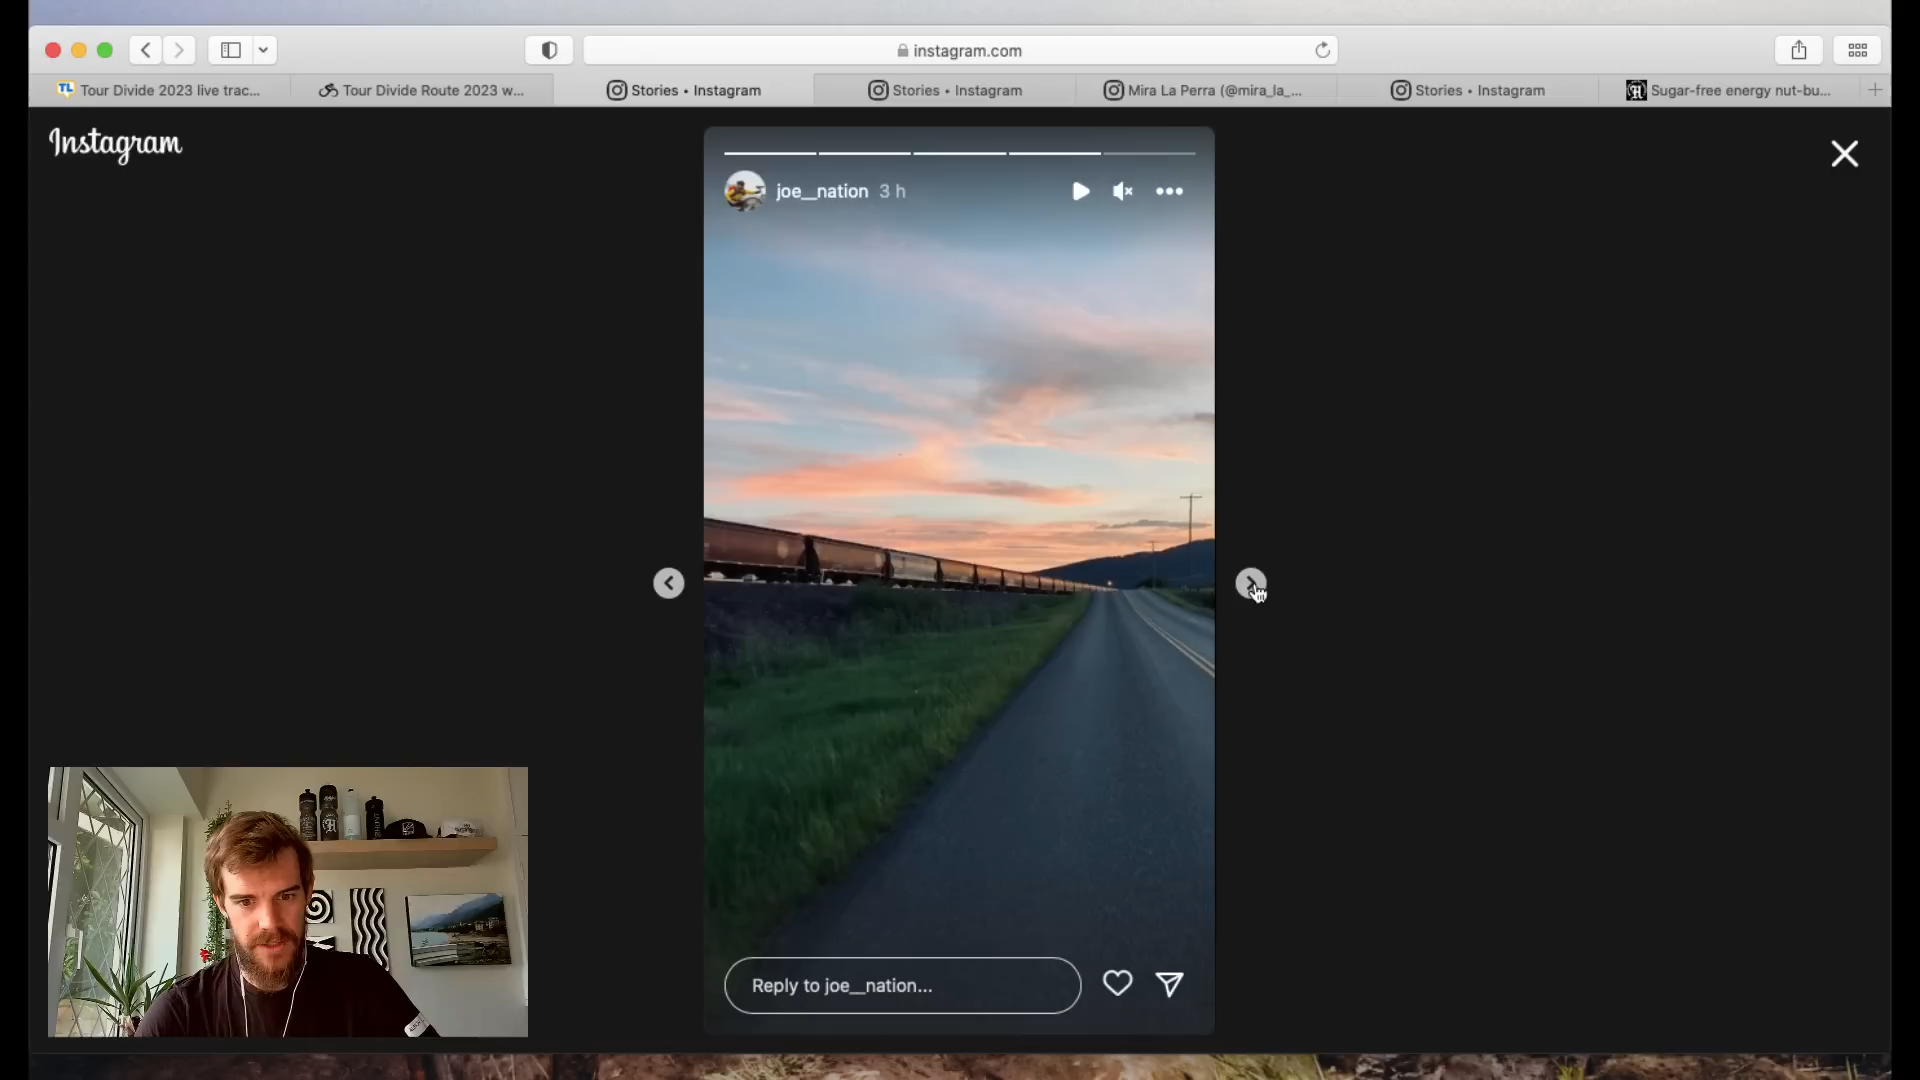 instagram.com
Tour Divide 2023 live trac...
Tour Divide Route 2023 w...
Stories • Instagram
Stories • Instagram
Mira La Perra (@mira_la_...
Stories • Instagram
Sugar-free energy nut-bu...
Instagram
joe__nation 3 h
Reply to joe__nation...